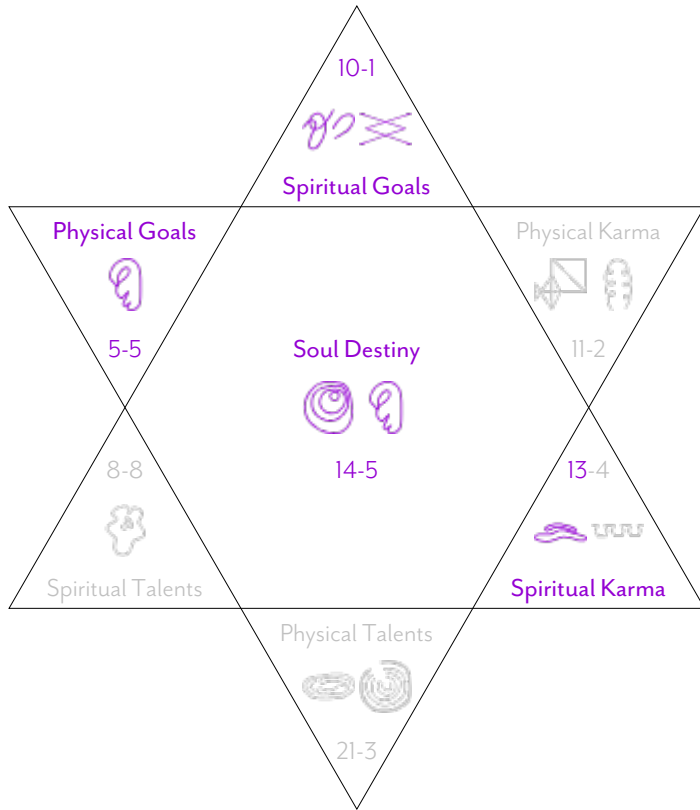 10-1
Spiritual Goals
Physical Goals
Physical Karma
5-5
Soul Destiny
11-2
8-8
14-5
13-4
Spiritual Talents
Spiritual Karma
Physical Talents
21-3